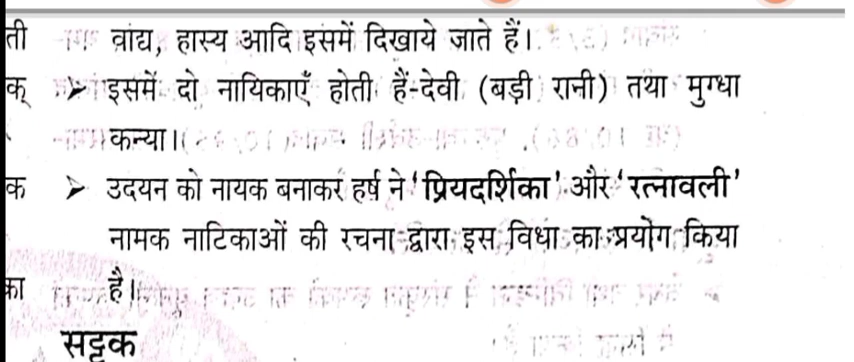 ती वांद्य, हास्य आदि इसमें दिखाये जाते हैं।
क् ➤ इसमें दो नायिकाएँ होती हैं-देवी (बड़ी रानी) तथा मुग्धा
कन्या।
क ➤ उदयन को नायक बनाकर हर्ष ने 'प्रियदर्शिका' और 'रत्नावली'
नामक नाटिकाओं की रचना द्वारा इस विधा का प्रयोग किया
का है।
सट्टक